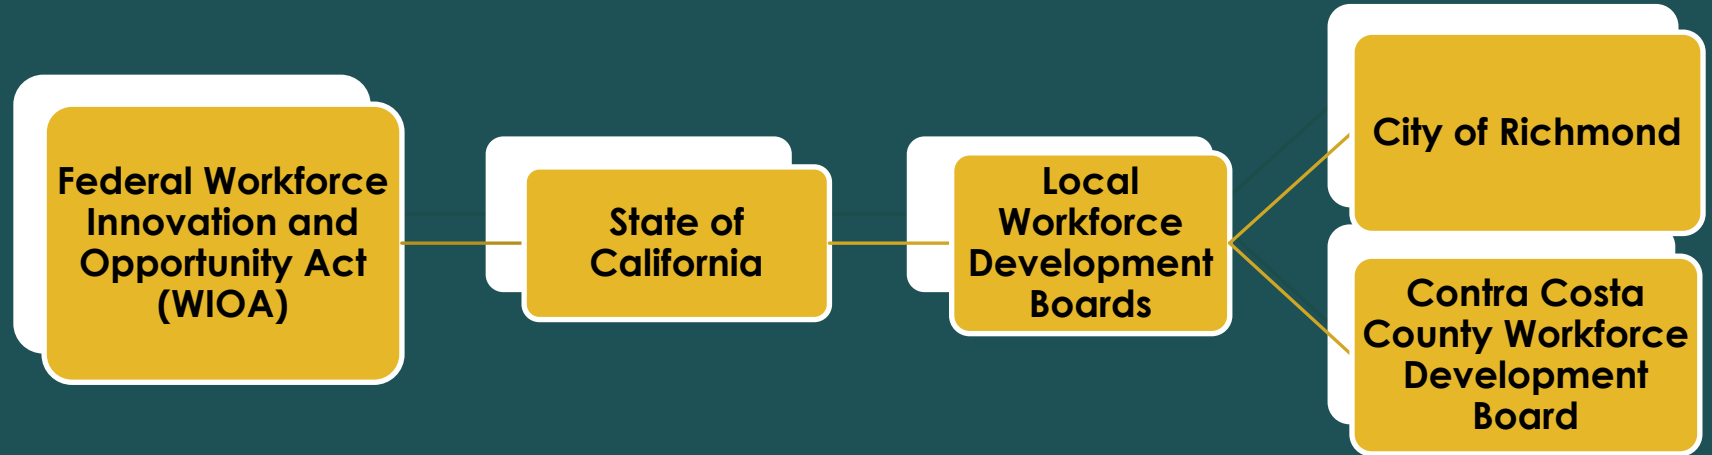 Federal Workforce
Innovation and
Opportunity Act
(WIOA)
State of
California
Local
Workforce
Development
Boards
City of Richmond
Contra Costa
County Workforce
Development
Board